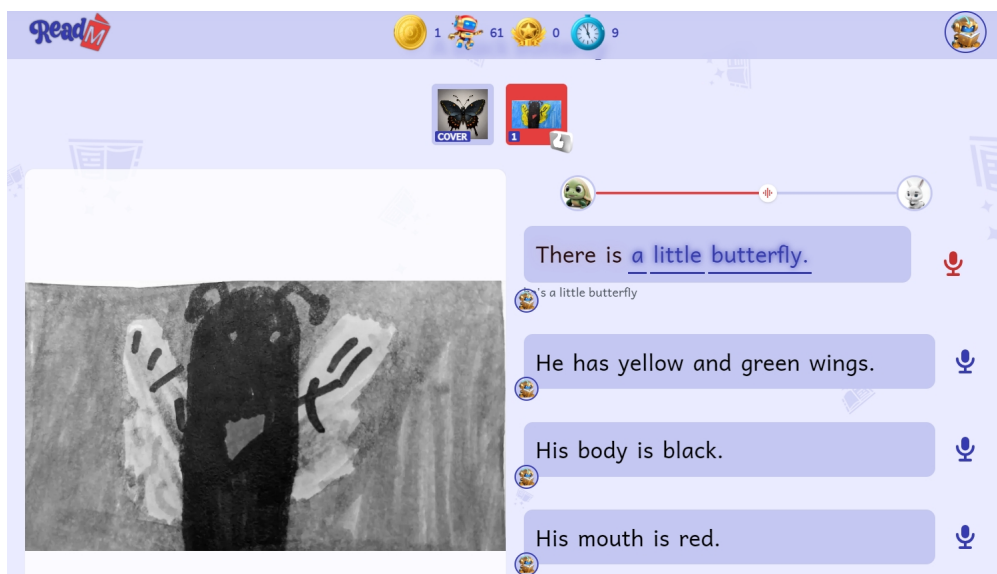 ReadM
1 61 0 9
COVER 1
There is a little butterfly.
's a little butterfly
He has yellow and green wings.
His body is black.
His mouth is red.